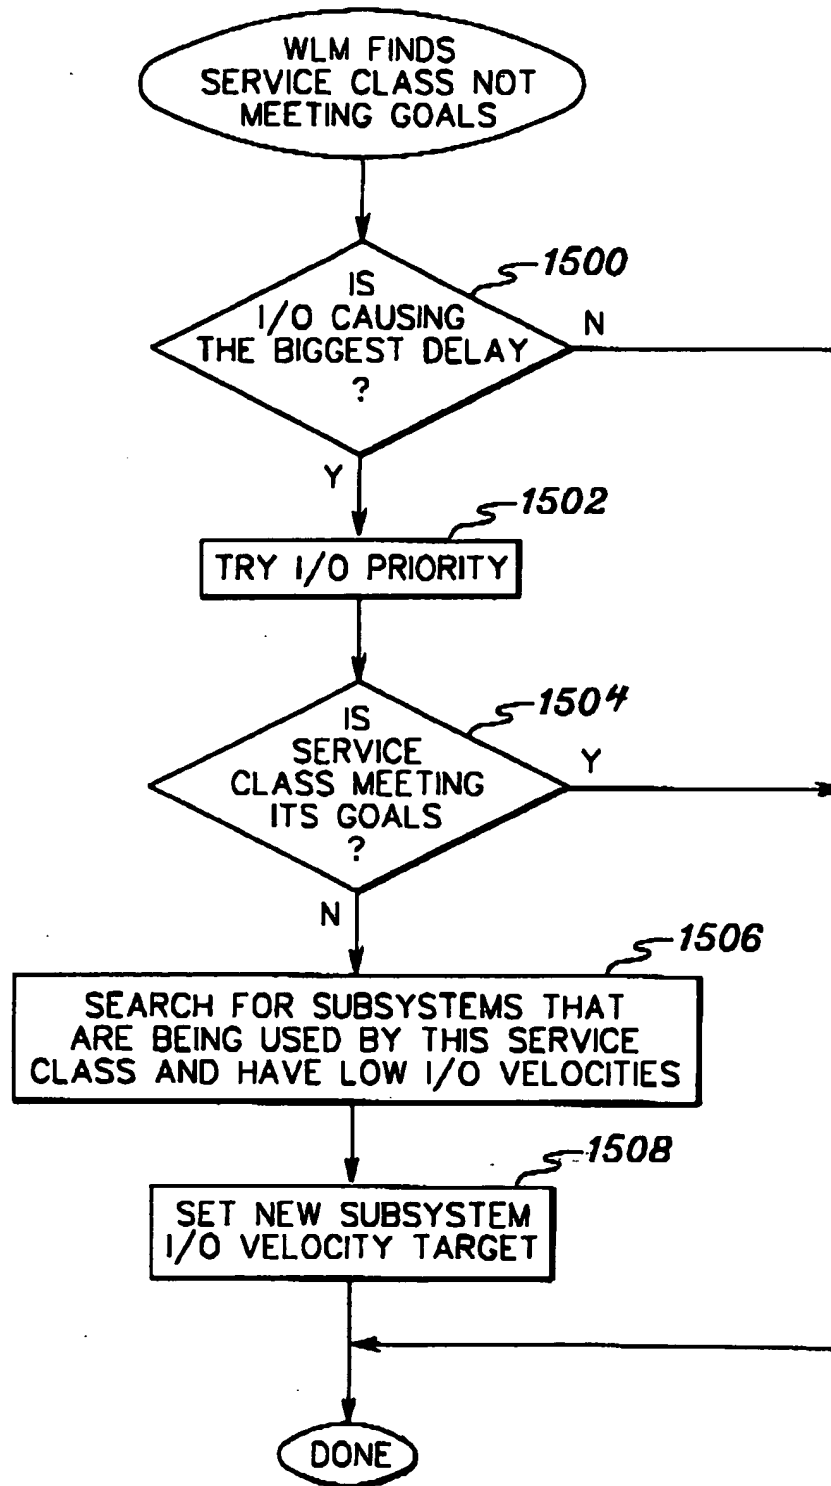 WLM FINDS
SERVICE CLASS NOT
MEETING GOALS
1500
IS
I/O CAUSING
THE BIGGEST DELAY
?
N
Y
1502
TRY I/O PRIORITY
1504
IS
SERVICE
CLASS MEETING
ITS GOALS
?
Y
N
1506
SEARCH FOR SUBSYSTEMS THAT
ARE BEING USED BY THIS SERVICE
CLASS AND HAVE LOW I/O VELOCITIES
1508
SET NEW SUBSYSTEM
I/O VELOCITY TARGET
DONE